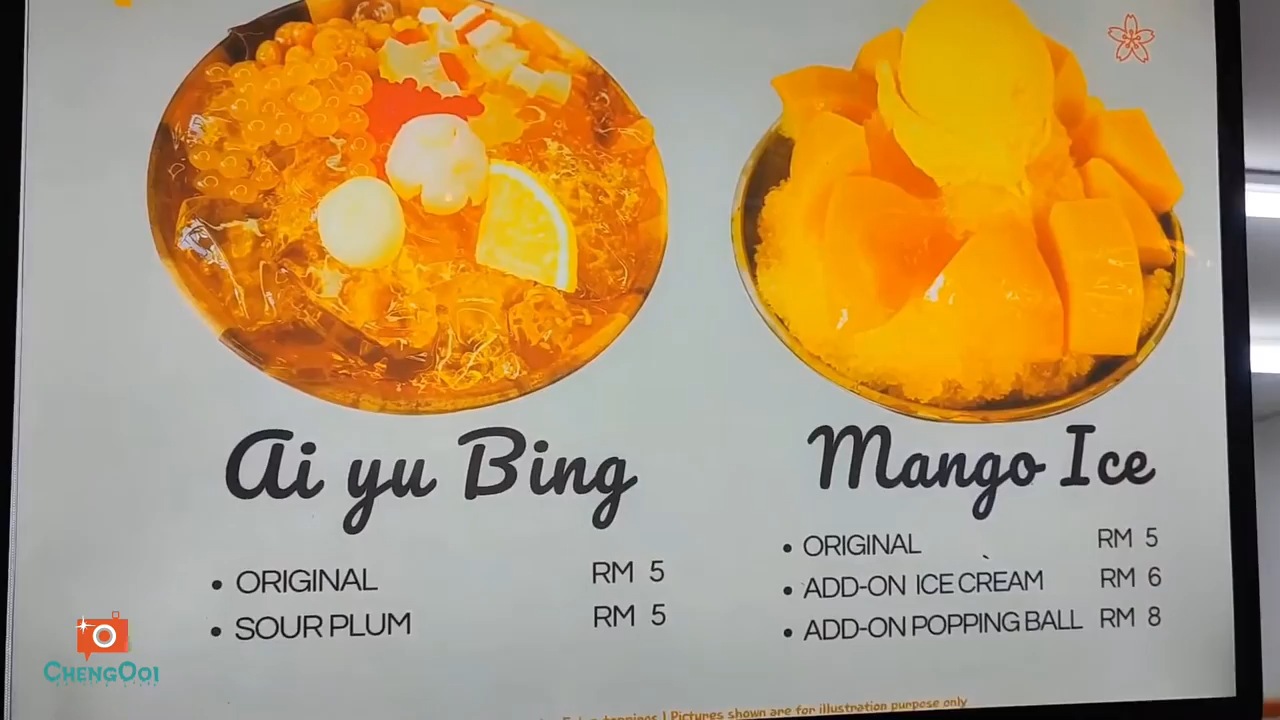 Ai yu Bing
• ORIGINAL RM 5
• SOUR PLUM RM 5
Mango Ice
• ORIGINAL RM 5
• ADD-ON ICE CREAM RM 6
• ADD-ON POPPING BALL RM 8
| Pictures shown are for illustration purpose only
CHENGOOI